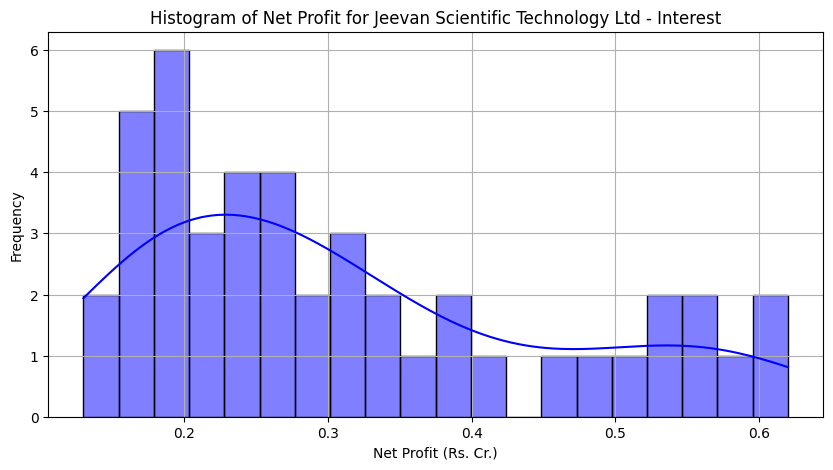 Histogram of Net Profit for Jeevan Scientific Technology Ltd - Interest
6
5
4
3
2
1
0
Frequency
0.2 0.3 0.4 0.5 0.6
Net Profit (Rs. Cr.)